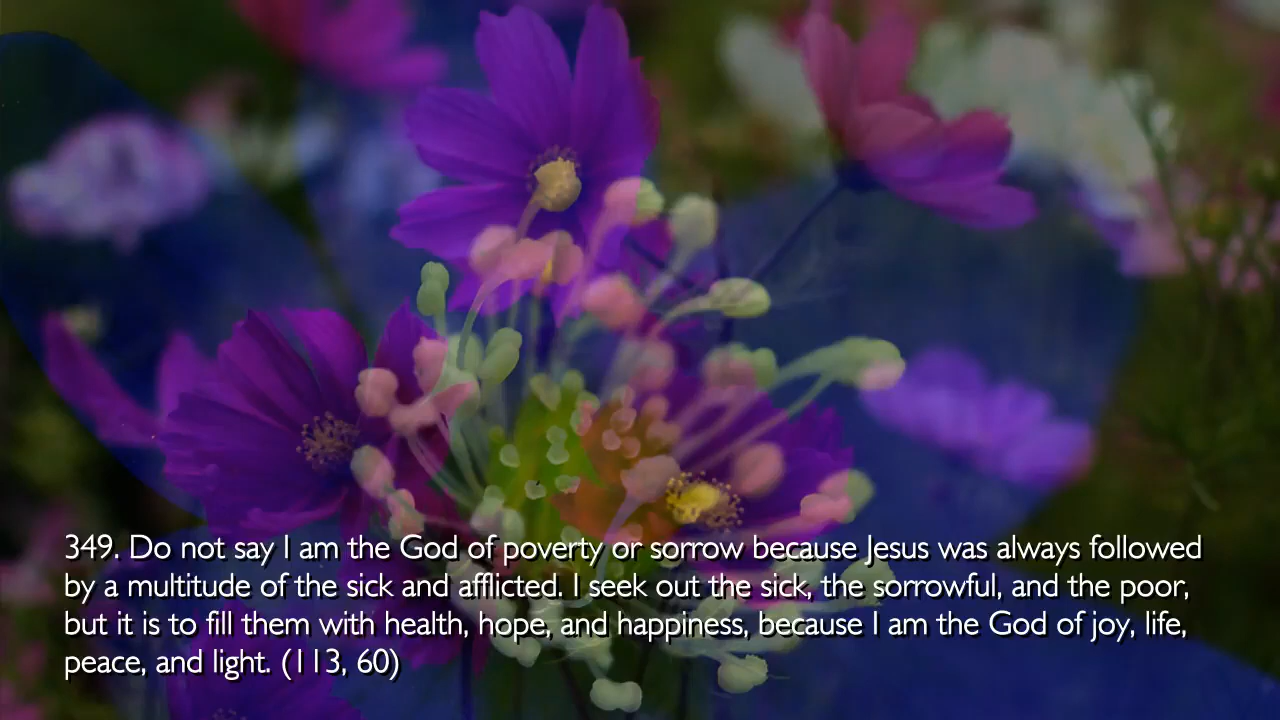 349. Do not say I am the God of poverty or sorrow because Jesus was always followed
by a multitude of the sick and afflicted. I seek out the sick, the sorrowful, and the poor,
but it is to fill them with health, hope, and happiness, because I am the God of joy, life,
peace, and light. (113, 60)